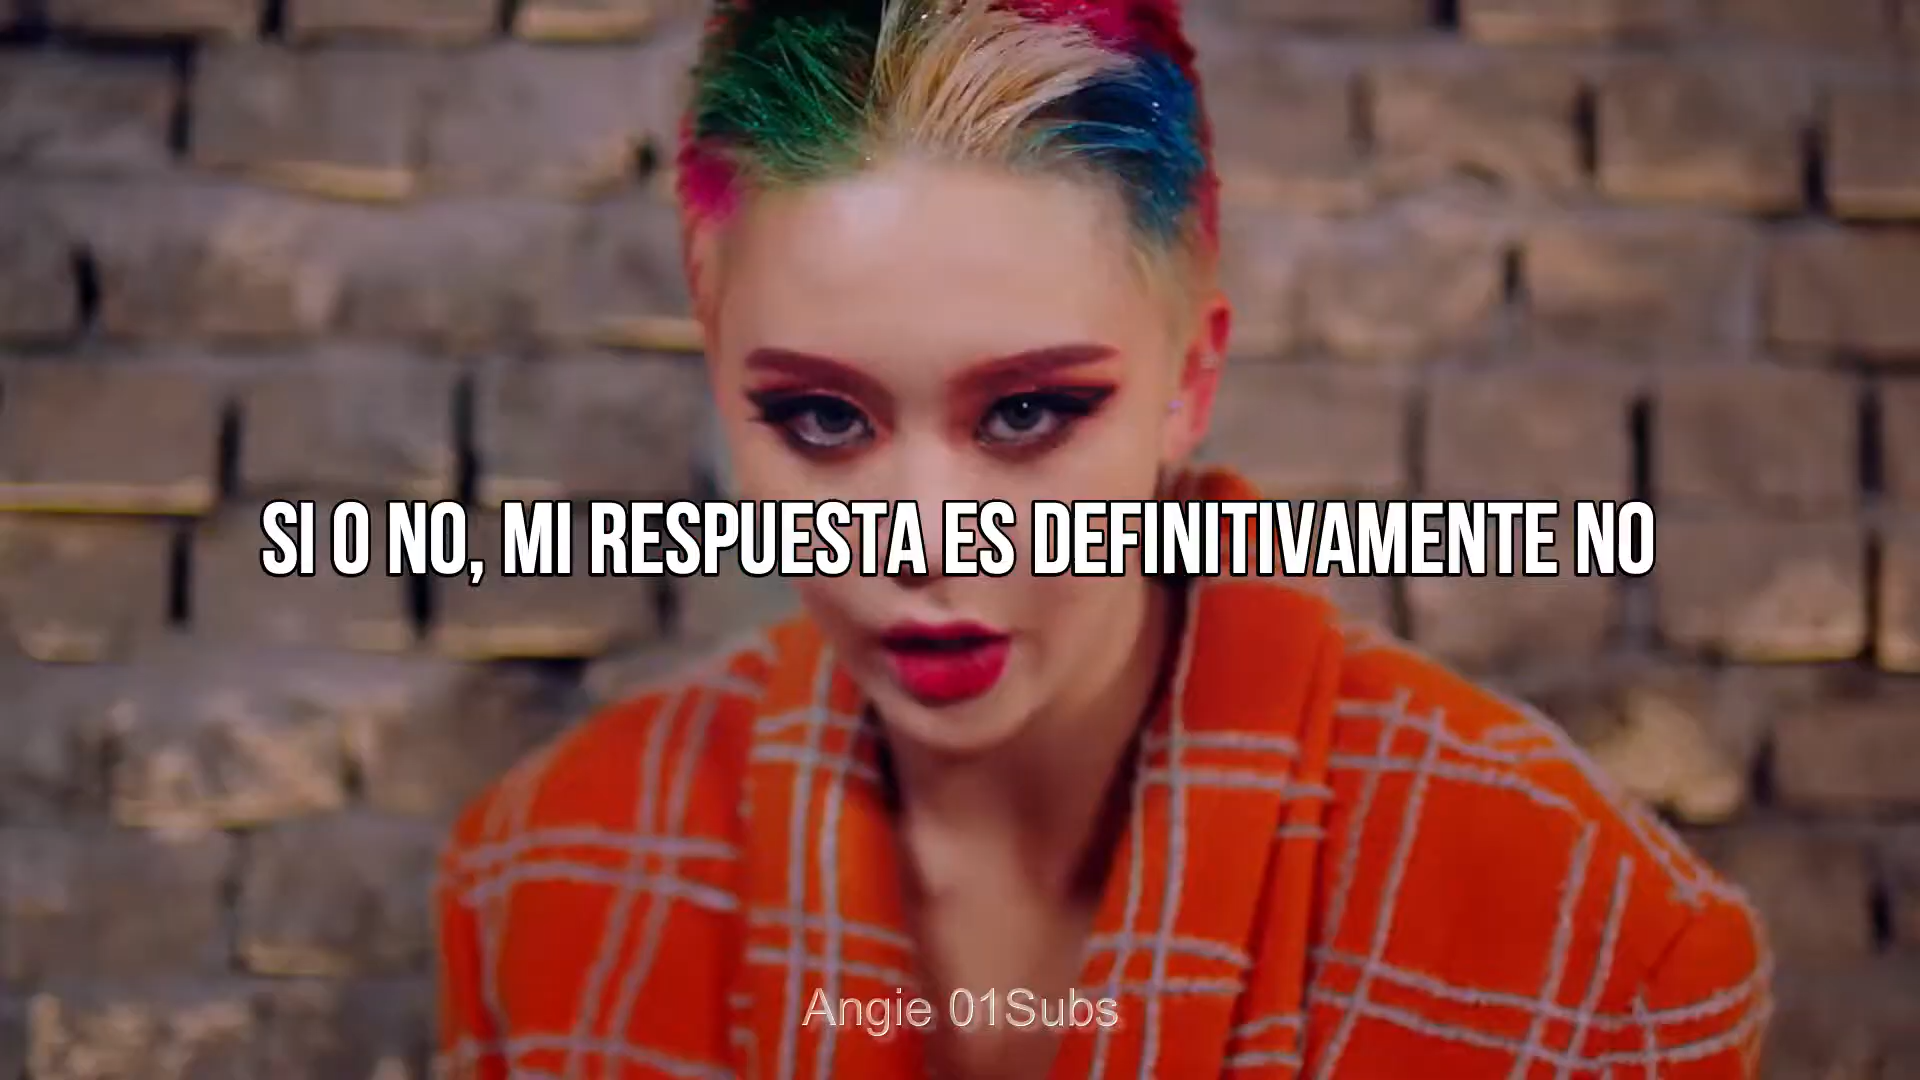 SI O NO, MI RESPUESTA ES DEFINITIVAMENTE NO
Angie 01Subs